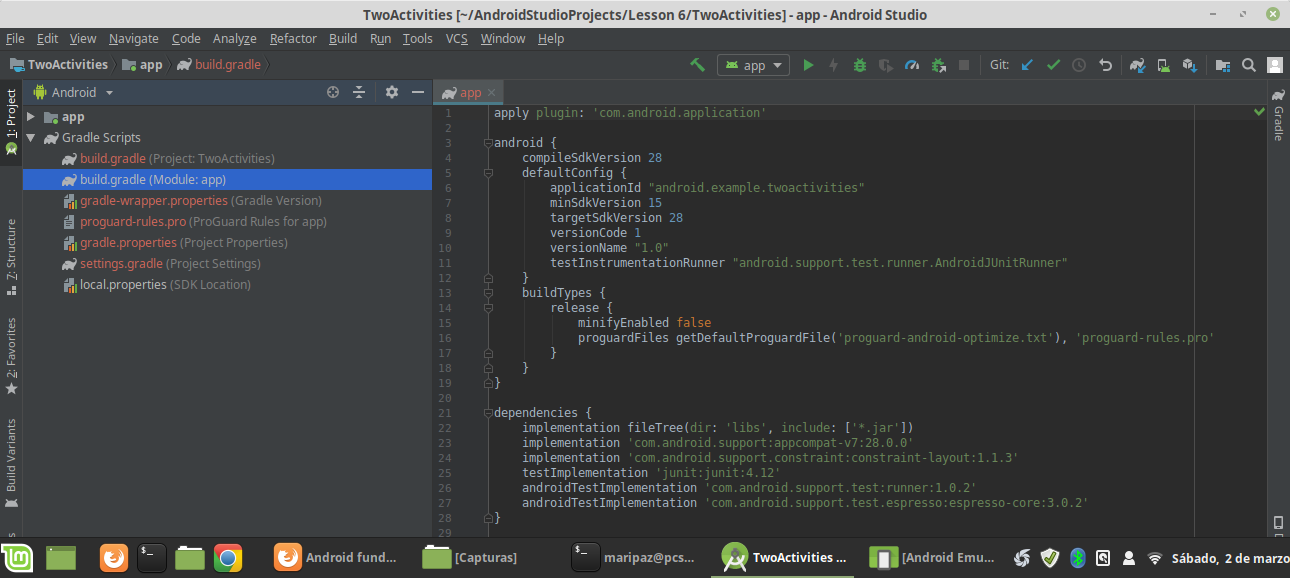 TwoActivities [~/AndroidStudioProjects/Lesson 6/TwoActivities] - app - Android Studio
File Edit View Navigate Code Analyze Refactor Build Run Tools VCS Window Help
TwoActivities app build.gradle app Git:
1: Project
Z: Structure
2: Favorites
Build Variants
Android
app
Gradle Scripts
build.gradle (Project: TwoActivities)
build.gradle (Module: app)
gradle-wrapper.properties (Gradle Version)
proguard-rules.pro (ProGuard Rules for app)
gradle.properties (Project Properties)
settings.gradle (Project Settings)
local.properties (SDK Location)
app
1 apply plugin: 'com.android.application'
2
3 android {
4 compileSdkVersion 28
5 defaultConfig {
6 applicationId "android.example.twoactivities"
7 minSdkVersion 15
8 targetSdkVersion 28
9 versionCode 1
10 versionName "1.0"
11 testInstrumentationRunner "android.support.test.runner.AndroidJUnitRunner"
12 }
13 buildTypes {
14 release {
15 minifyEnabled false
16 proguardFiles getDefaultProguardFile('proguard-android-optimize.txt'), 'proguard-rules.pro'
17 }
18 }
19 }
20
21 dependencies {
22 implementation fileTree(dir: 'libs', include: ['*.jar'])
23 implementation 'com.android.support:appcompat-v7:28.0.0'
24 implementation 'com.android.support.constraint:constraint-layout:1.1.3'
25 testImplementation 'junit:junit:4.12'
26 androidTestImplementation 'com.android.support.test:runner:1.0.2'
27 androidTestImplementation 'com.android.support.test.espresso:espresso-core:3.0.2'
28 }
29
Gradle
$_ Android fund... [Capturas] $_ maripaz@pcs... TwoActivities ... [Android Emu... Sábado, 2 de marzo